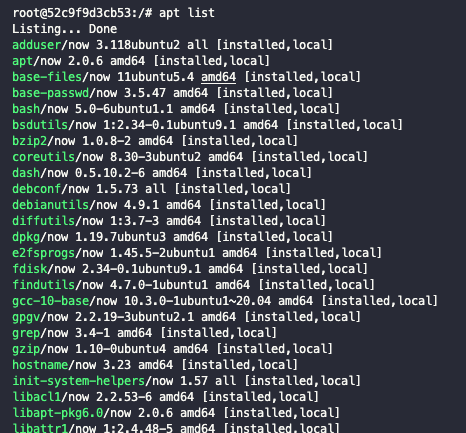 root@52c9f9d3cb53:/# apt list
Listing... Done
adduser/now 3.118ubuntu2 all [installed,local]
apt/now 2.0.6 amd64 [installed,local]
base-files/now 11ubuntu5.4 amd64 [installed,local]
base-passwd/now 3.5.47 amd64 [installed,local]
bash/now 5.0-6ubuntu1.1 amd64 [installed,local]
bsdutils/now 1:2.34-0.1ubuntu9.1 amd64 [installed,local]
bzip2/now 1.0.8-2 amd64 [installed,local]
coreutils/now 8.30-3ubuntu2 amd64 [installed,local]
dash/now 0.5.10.2-6 amd64 [installed,local]
debconf/now 1.5.73 all [installed,local]
debianutils/now 4.9.1 amd64 [installed,local]
diffutils/now 1:3.7-3 amd64 [installed,local]
dpkg/now 1.19.7ubuntu3 amd64 [installed,local]
e2fsprogs/now 1.45.5-2ubuntu1 amd64 [installed,local]
fdisk/now 2.34-0.1ubuntu9.1 amd64 [installed,local]
findutils/now 4.7.0-1ubuntu1 amd64 [installed,local]
gcc-10-base/now 10.3.0-1ubuntu1~20.04 amd64 [installed,local]
gpgv/now 2.2.19-3ubuntu2.1 amd64 [installed,local]
grep/now 3.4-1 amd64 [installed,local]
gzip/now 1.10-0ubuntu4 amd64 [installed,local]
hostname/now 3.23 amd64 [installed,local]
init-system-helpers/now 1.57 all [installed,local]
libacl1/now 2.2.53-6 amd64 [installed,local]
libapt-pkg6.0/now 2.0.6 amd64 [installed,local]
libattr1/now 1:2.4.48-5 amd64 [installed,local]